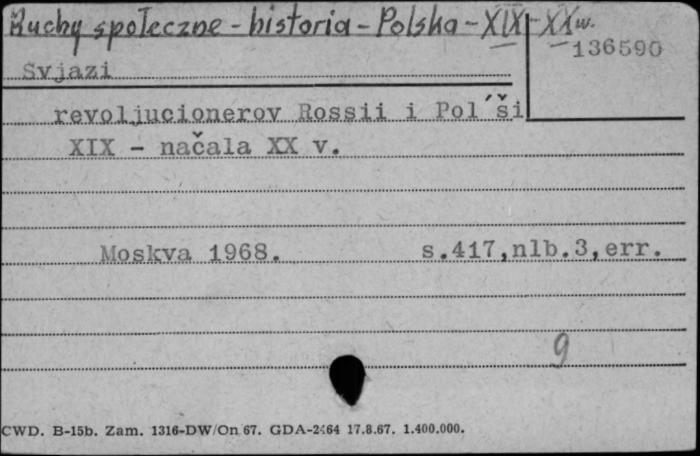 Ruchy społeczne - historia - Polska - XIX - XX w.
136590
Svjazi
revoljucionerov Rossii i Pol´ši
XIX - načala XX v.
Moskva 1968. s.417,nlb.3,err.
9
CWD. B-15b. Zam. 1316-DW/On 67. GDA-2464 17.8.67. 1.400.000.